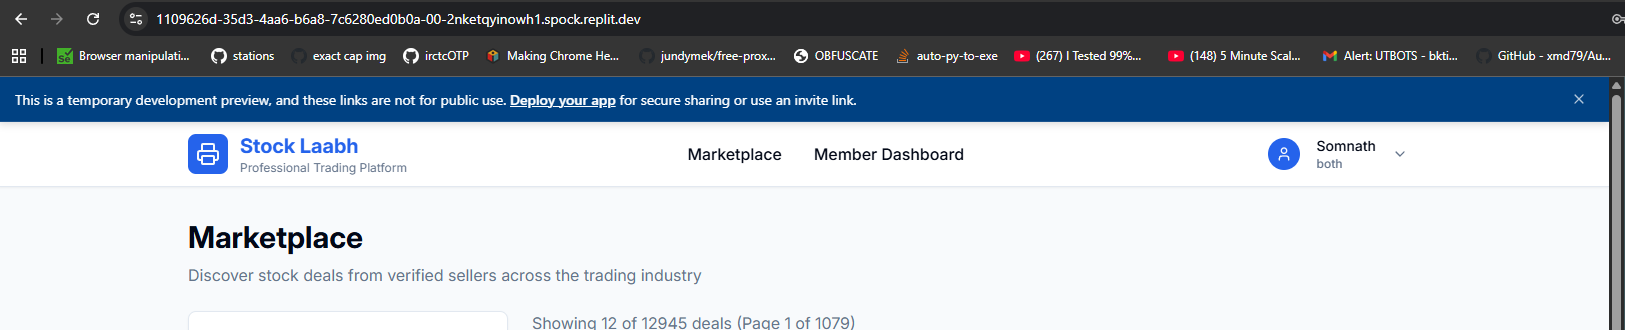 1109626d-35d3-4aa6-b6a8-7c6280ed0b0a-00-2nketqyinowh1.spock.replit.dev
Browser manipulati... stations exact cap img irctcOTP Making Chrome He... jundymek/free-prox... OBFUSCATE auto-py-to-exe (267) I Tested 99%... (148) 5 Minute Scal... Alert: UTBOTS - bkti... GitHub - xmd79/Au...
This is a temporary development preview, and these links are not for public use. Deploy your app for secure sharing or use an invite link.
Stock Laabh
Professional Trading Platform
Marketplace Member Dashboard
Somnath
both
Marketplace
Discover stock deals from verified sellers across the trading industry
Showing 12 of 12945 deals (Page 1 of 1079)